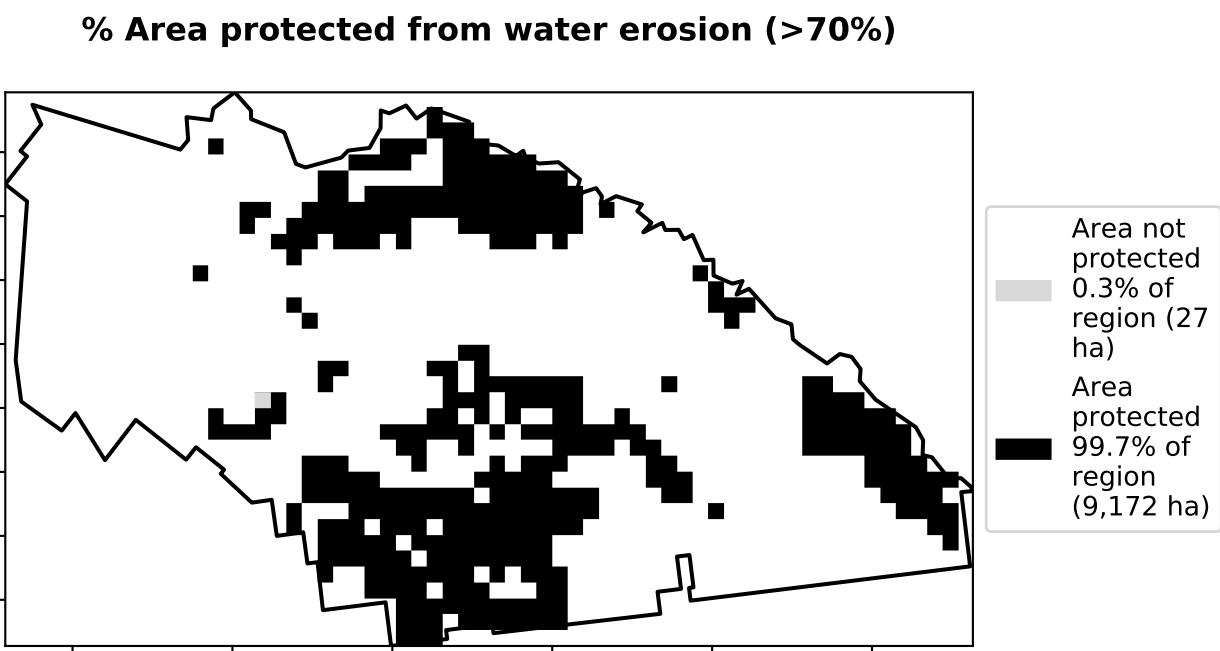 % Area protected from water erosion (>70%)
Area not
protected
0.3% of
region (27
ha)
Area
protected
99.7% of
region
(9,172 ha)